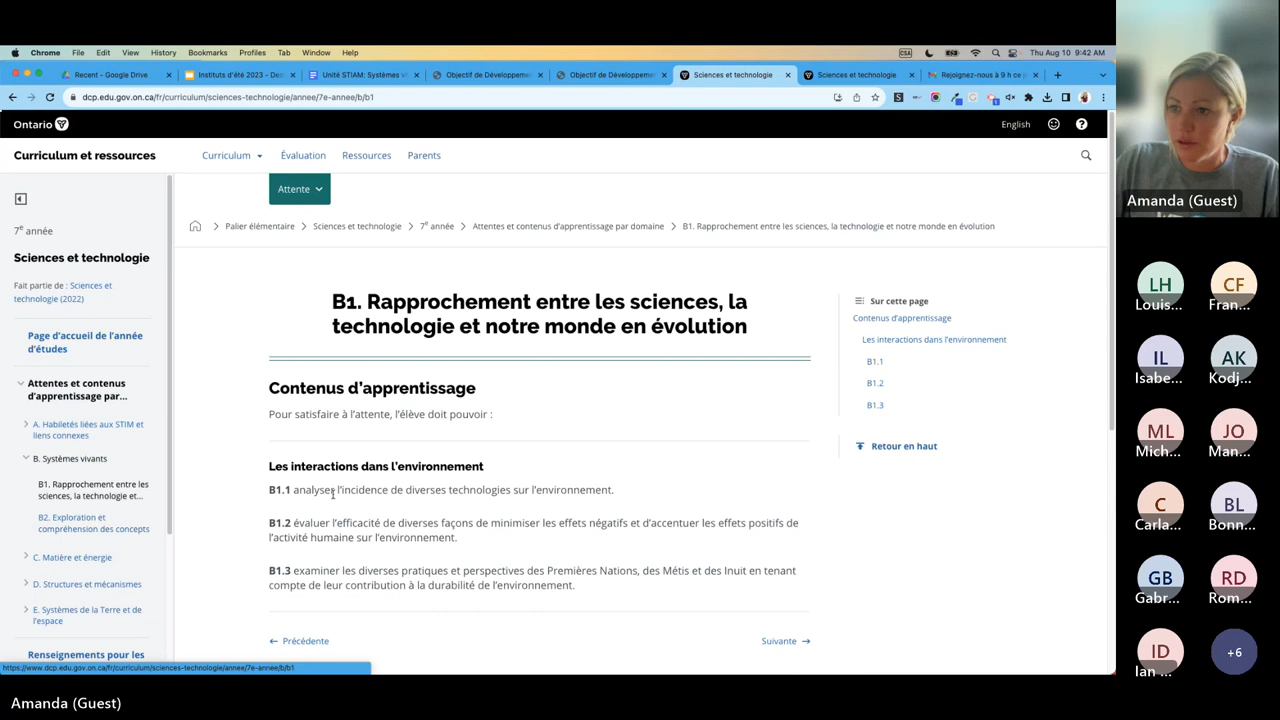 Chrome File Edit View History Bookmarks Profiles Tab Window Help
CSA Thu Aug 10 9:42 AM
Recent - Google Drive
Instituts d'été 2023 - De
Unité STIAM: Systèmes v
Objectif de Développeme
Objectif de Développeme
Sciences et technologie
Sciences et technologie
Rejoignez-nous à 9 h ce
dcp.edu.gov.on.ca/fr/curriculum/sciences-technologie/annee/7e-annee/b/b1
Ontario
English
Curriculum et ressources
Curriculum Évaluation Ressources Parents
Attente
7e année
Sciences et technologie
Fait partie de : Sciences et
technologie (2022)
Page d'accueil de l'année
d'études
Attentes et contenus
d'apprentissage par...
A. Habiletés liées aux STIM et
liens connexes
B. Systèmes vivants
B1. Rapprochement entre les
sciences, la technologie et...
B2. Exploration et
compréhension des concepts
C. Matière et énergie
D. Structures et mécanismes
E. Systèmes de la Terre et de
l'espace
Renseignements pour les
https://www.dcp.edu.gov.on.ca/fr/curriculum/sciences-technologie/annee/7e-annee/b/b1
Palier élémentaire > Sciences et technologie > 7e année > Attentes et contenus d'apprentissage par domaine > B1. Rapprochement entre les sciences, la technologie et notre monde en évolution
B1. Rapprochement entre les sciences, la
technologie et notre monde en évolution
Contenus d'apprentissage
Pour satisfaire à l'attente, l'élève doit pouvoir :
Les interactions dans l'environnement
B1.1 analyser l'incidence de diverses technologies sur l'environnement.
B1.2 évaluer l'efficacité de diverses façons de minimiser les effets négatifs et d'accentuer les effets positifs de
l'activité humaine sur l'environnement.
B1.3 examiner les diverses pratiques et perspectives des Premières Nations, des Métis et des Inuit en tenant
compte de leur contribution à la durabilité de l'environnement.
← Précédente
Suivante →
Sur cette page
Contenus d'apprentissage
Les interactions dans l'environnement
B1.1
B1.2
B1.3
Retour en haut
Amanda (Guest)
LH CF
Louis... Fran...
IL AK
Isabe... Kodj...
ML JO
Mich... Man...
C BL
Carla... Bonn...
GB RD
Gabr... Rom...
ID +6
Ian ...
Amanda (Guest)